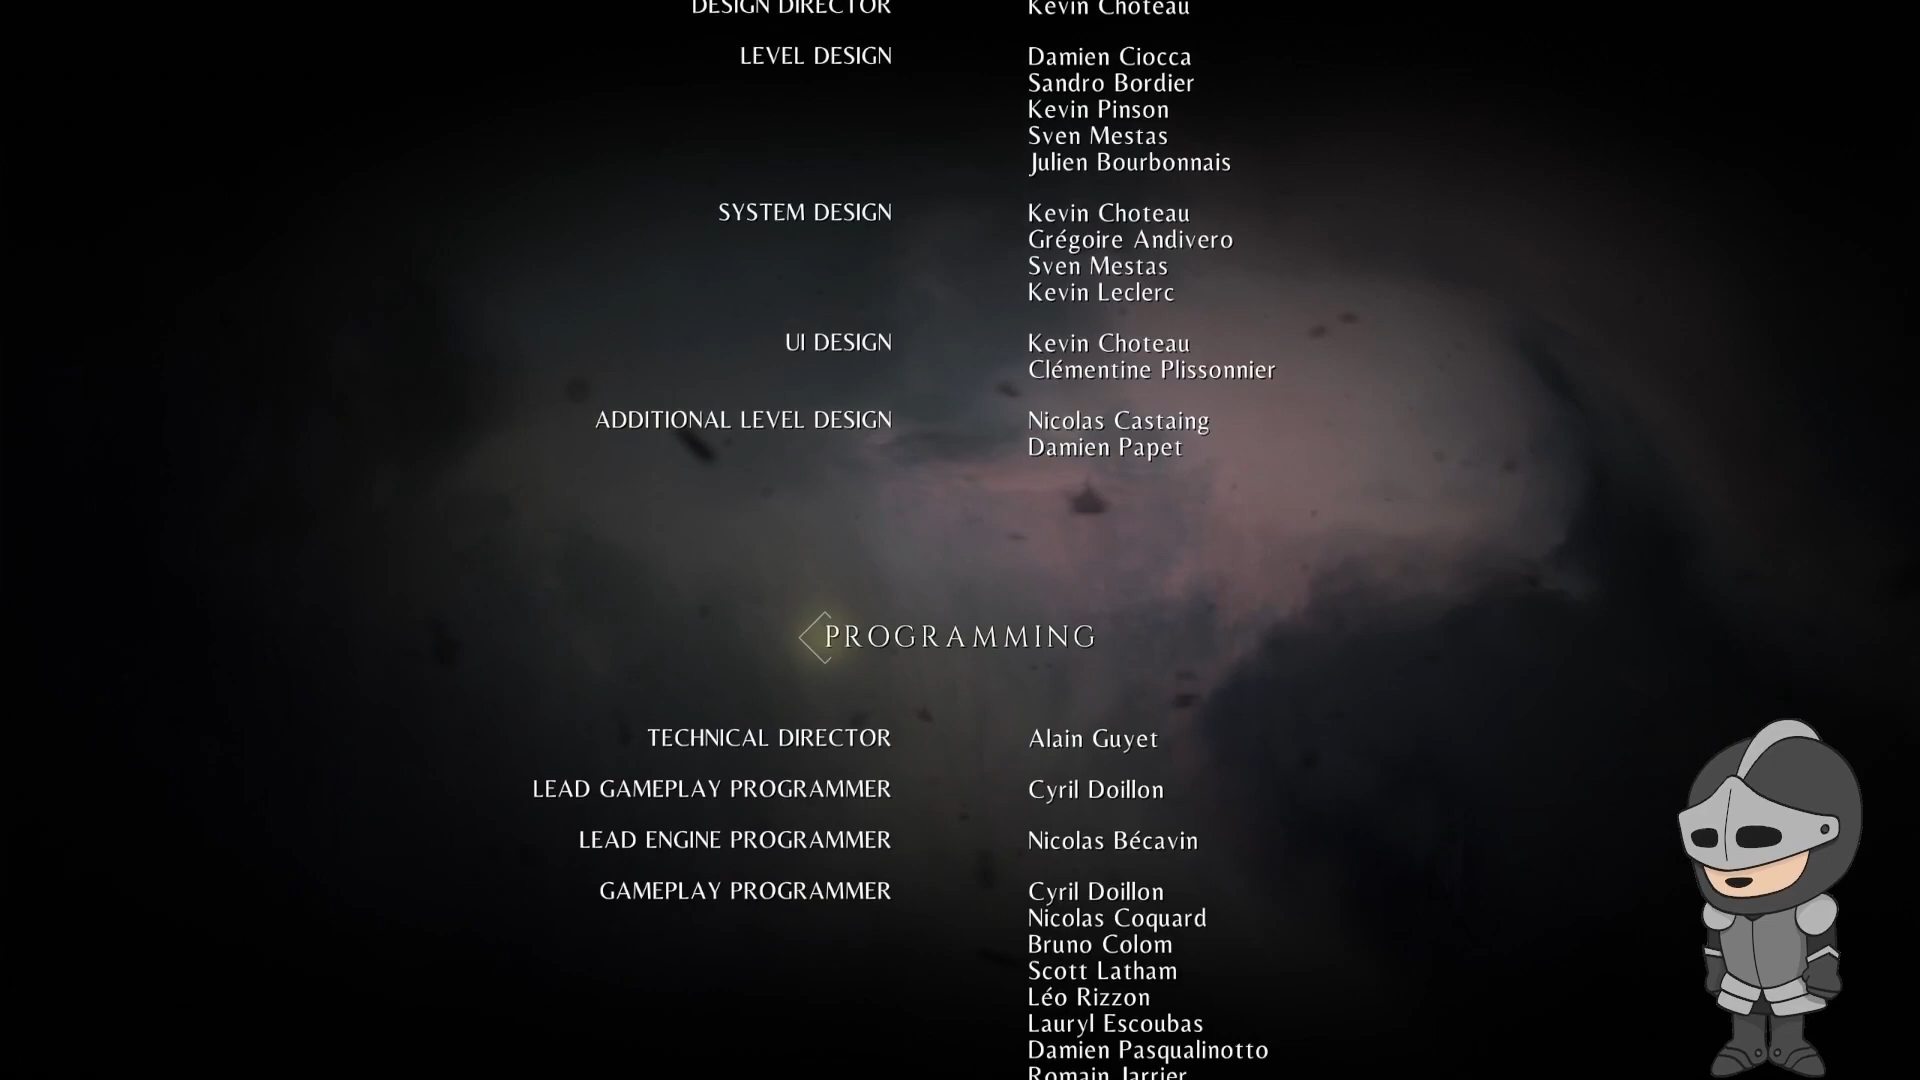 DESIGN DIRECTOR Kevin Choteau
LEVEL DESIGN Damien Ciocca
Sandro Bordier
Kevin Pinson
Sven Mestas
Julien Bourbonnais
SYSTEM DESIGN Kevin Choteau
Grégoire Andivero
Sven Mestas
Kevin Leclerc
UI DESIGN Kevin Choteau
Clémentine Plissonnier
ADDITIONAL LEVEL DESIGN Nicolas Castaing
Damien Papet
PROGRAMMING
TECHNICAL DIRECTOR Alain Guyet
LEAD GAMEPLAY PROGRAMMER Cyril Doillon
LEAD ENGINE PROGRAMMER Nicolas Bécavin
GAMEPLAY PROGRAMMER Cyril Doillon
Nicolas Coquard
Bruno Colom
Scott Latham
Léo Rizzon
Lauryl Escoubas
Damien Pasqualinotto
Romain Jarrier